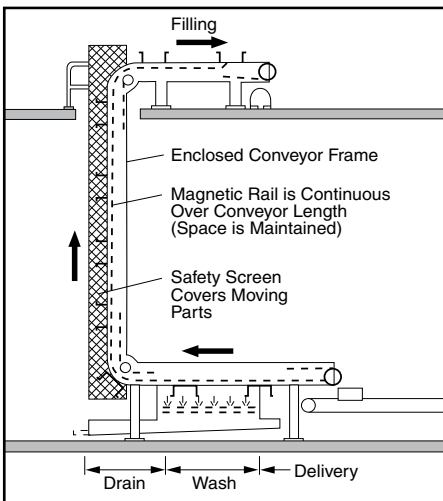 Filling
Enclosed Conveyor Frame
Magnetic Rail is Continuous
Over Conveyor Length
(Space is Maintained)
Safety Screen
Covers Moving
Parts
Delivery
Drain
Wash